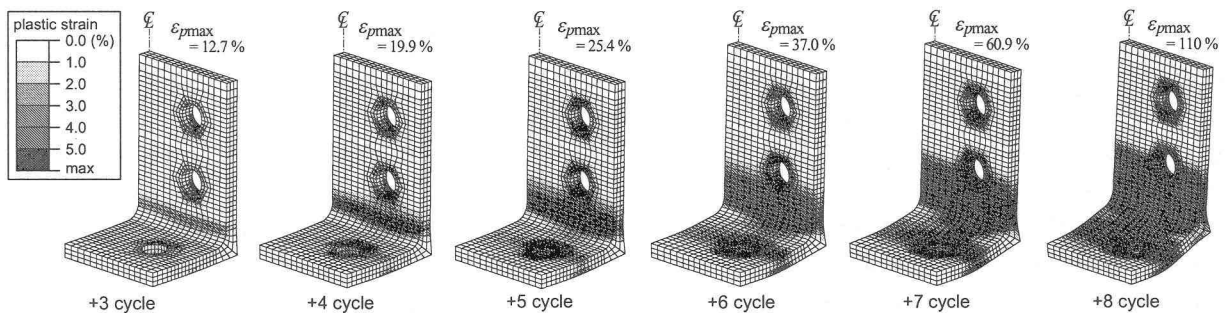 plastic strain
0.0 (%)
1.0
2.0
3.0
4.0
5.0
max
℄ εpmax
= 12.7 %
+3 cycle
℄ εpmax
= 19.9 %
+4 cycle
℄ εpmax
= 25.4 %
+5 cycle
℄ εpmax
= 37.0 %
+6 cycle
℄ εpmax
= 60.9 %
+7 cycle
℄ εpmax
= 110 %
+8 cycle